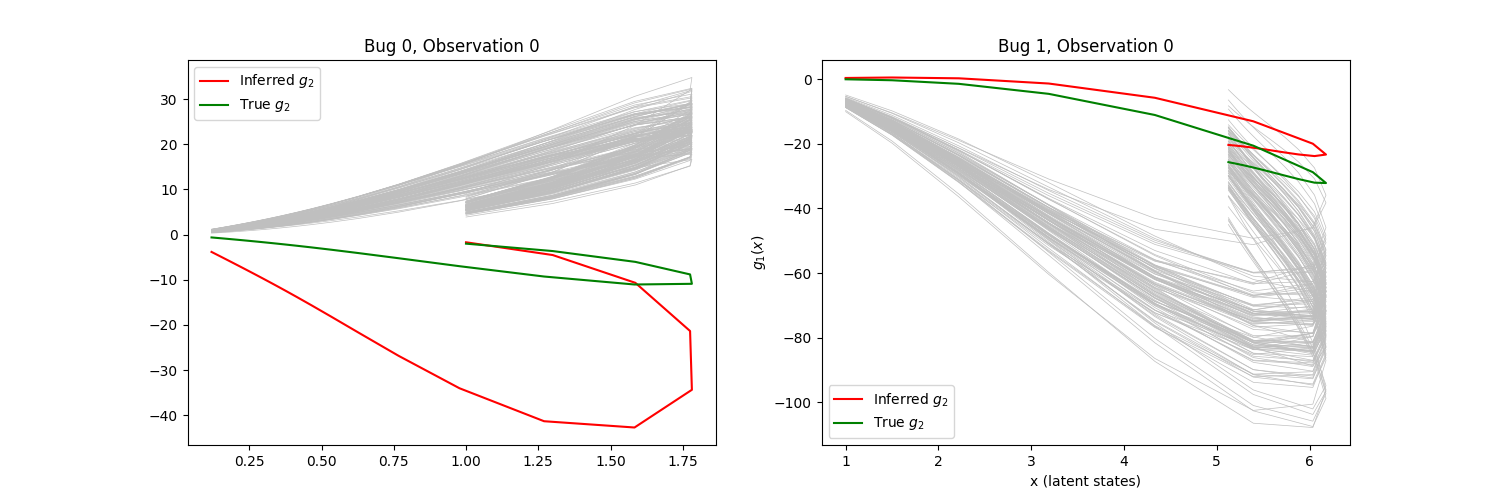 Bug 0, Observation 0
Inferred g₂
True g₂
30
20
10
0
−10
−20
−30
−40
0.25 0.50 0.75 1.00 1.25 1.50 1.75
Bug 1, Observation 0
g₁(x)
0
−20
−40
−60
−80
−100
Inferred g₂
True g₂
1 2 3 4 5 6
x (latent states)